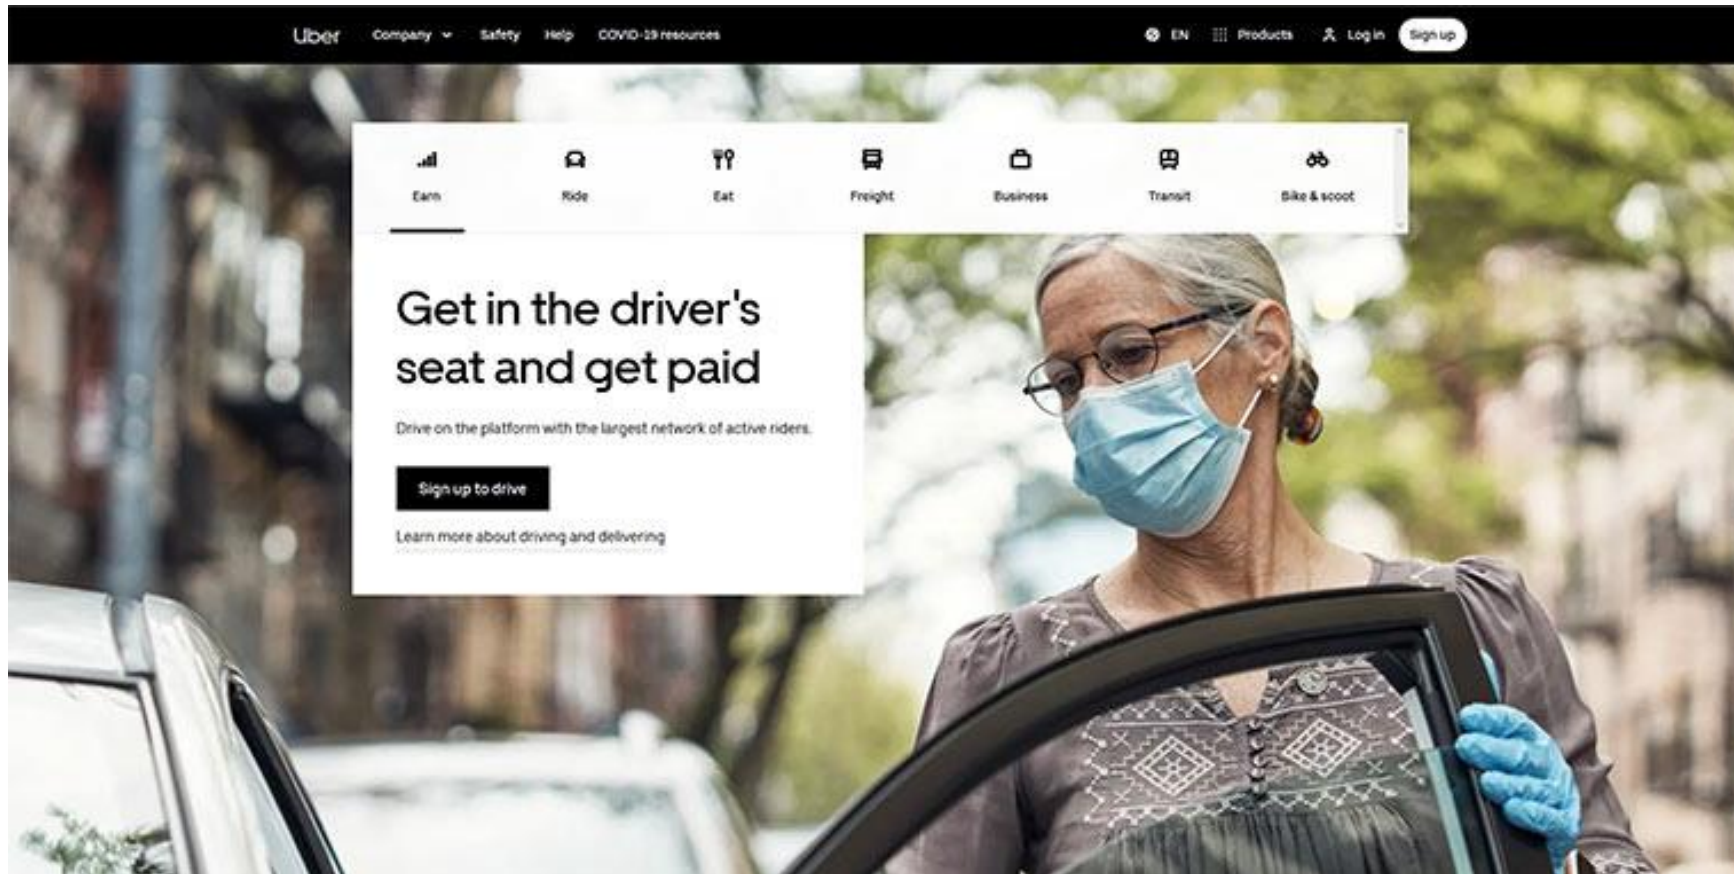 Uber Company Safety Help COVID-19 resources EN Products Log in Sign up
Earn Ride Eat Freight Business Transit Bike & scoot
Get in the driver's
seat and get paid
Drive on the platform with the largest network of active riders.
Sign up to drive
Learn more about driving and delivering